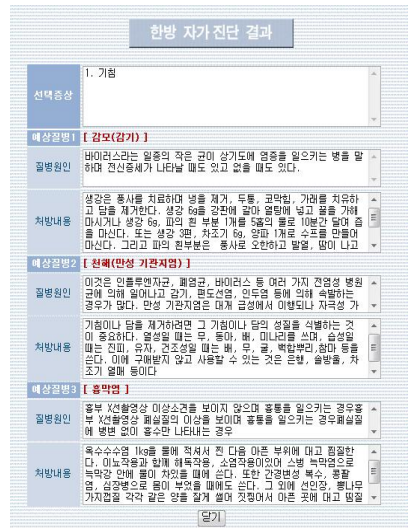 한방 자가진단 결과
선택증상
1. 기침
예상질병1 [ 감모(감기) ]
질병원인
바이러스라는 일종의 작은 균이 상기도에 염증을 일으키는 병을 말
하며 전신증세가 나타날 때도 있고 없을 때도 있다.
처방내용
생강은 풍사를 치료하며 냉을 제거, 두통, 코막힘, 가래를 치유하
고 담을 제거한다. 생강 6g을 강판에 갈아 열탕에 넣고 꿀을 가해
마시거나 생강 6g, 파의 흰 부분 1개를 5홉의 물로 10분간 달여 즙
을 마신다. 또는 생강 3편, 차조기 6g, 양파 1개로 수프를 만들어
마신다. 그리고 파의 흰부분은 풍사로 오한하고 발열, 땀이 나고
예상질병2 [ 천해(만성 기관지염) ]
질병원인
이것은 인플루엔자균, 폐염균, 바이러스 등 여러 가지 전염성 병원
균에 의해 일어나고 감기, 편도선염, 인두염 등에 의해 속발하는
경우가 많다. 만성 기관지염은 대개 급성에서 이행되나 자극성 가
처방내용
기침이나 담을 제거하려면 그 기침이나 담의 성질을 식별하는 것
이 중요하다. 열성일 때는 무, 동아, 배, 미나리를 쓰며, 습성일
때는 진피, 유자, 건조성일 때는 배, 무, 귤, 백합뿌리,참마 등을
쓴다. 이에 구애받지 않고 사용할 수 있는 것은 은행, 솔방울, 차
조기 열매 등이다
예상질병3 [ 흉막염 ]
질병원인
흉부 X선촬영상 이상소견을 보이지 않으며 흉통을 일으키는 경우흉
부 X선촬영상 폐실질의 이상을 보이며 흉통을 일으키는 경우폐실질
에 병변 없이 흉수만 나타내는 경우
처방내용
옥수수수염 1kg을 물에 적셔서 찐 다음 아픈 부위에 대고 찜질한
다. 이뇨작용과 함께 해독작용, 소염작용이있어 스병 늑막염으로
늑막강 안에 물이 차있을 때에 쓴다. 또한 간경변성 복수, 콩팥
염, 심장병으로 몸이 부었을 때에도 쓴다. 그 외에 선인장, 뽕나무
가지껍질 각각 같은 양을 잘게 썰어 짓찧어서 아픈 곳에 대고 찜질
닫기